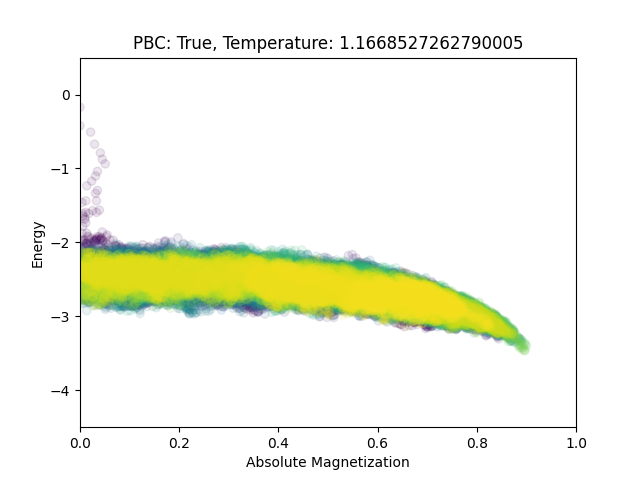 PBC: True, Temperature: 1.1668527262790005
0
−1
−2
−3
−4
Energy
0.0 0.2 0.4 0.6 0.8 1.0
Absolute Magnetization